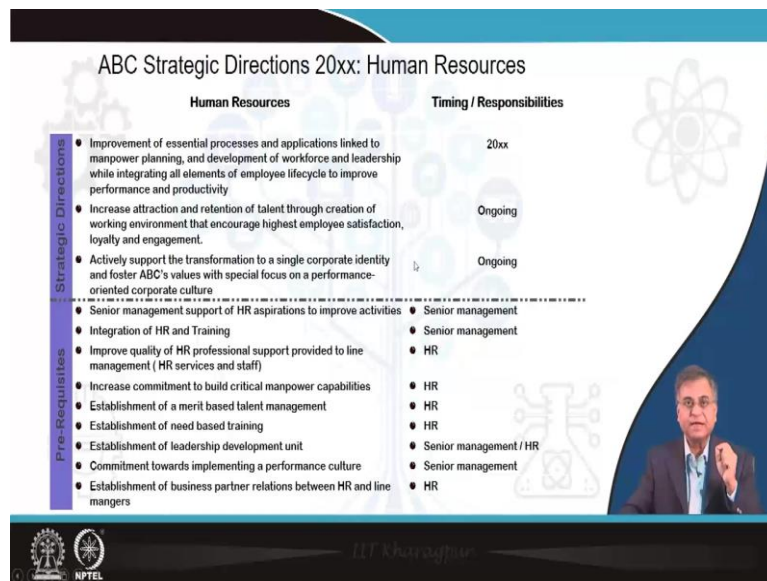 ABC Strategic Directions 20xx: Human Resources
Human Resources Timing / Responsibilities
Strategic Directions
• Improvement of essential processes and applications linked to 20xx
manpower planning, and development of workforce and leadership
while integrating all elements of employee lifecycle to improve
performance and productivity
• Increase attraction and retention of talent through creation of Ongoing
working environment that encourage highest employee satisfaction,
loyalty and engagement.
• Actively support the transformation to a single corporate identity Ongoing
and foster ABC's values with special focus on a performance-
oriented corporate culture
Pre-Requisites
• Senior management support of HR aspirations to improve activities • Senior management
• Integration of HR and Training • Senior management
• Improve quality of HR professional support provided to line • HR
management ( HR services and staff)
• Increase commitment to build critical manpower capabilities • HR
• Establishment of a merit based talent management • HR
• Establishment of need based training • HR
• Establishment of leadership development unit • Senior management / HR
• Commitment towards implementing a performance culture • Senior management
• Establishment of business partner relations between HR and line • HR
mangers
IIT Kharagpur
NPTEL